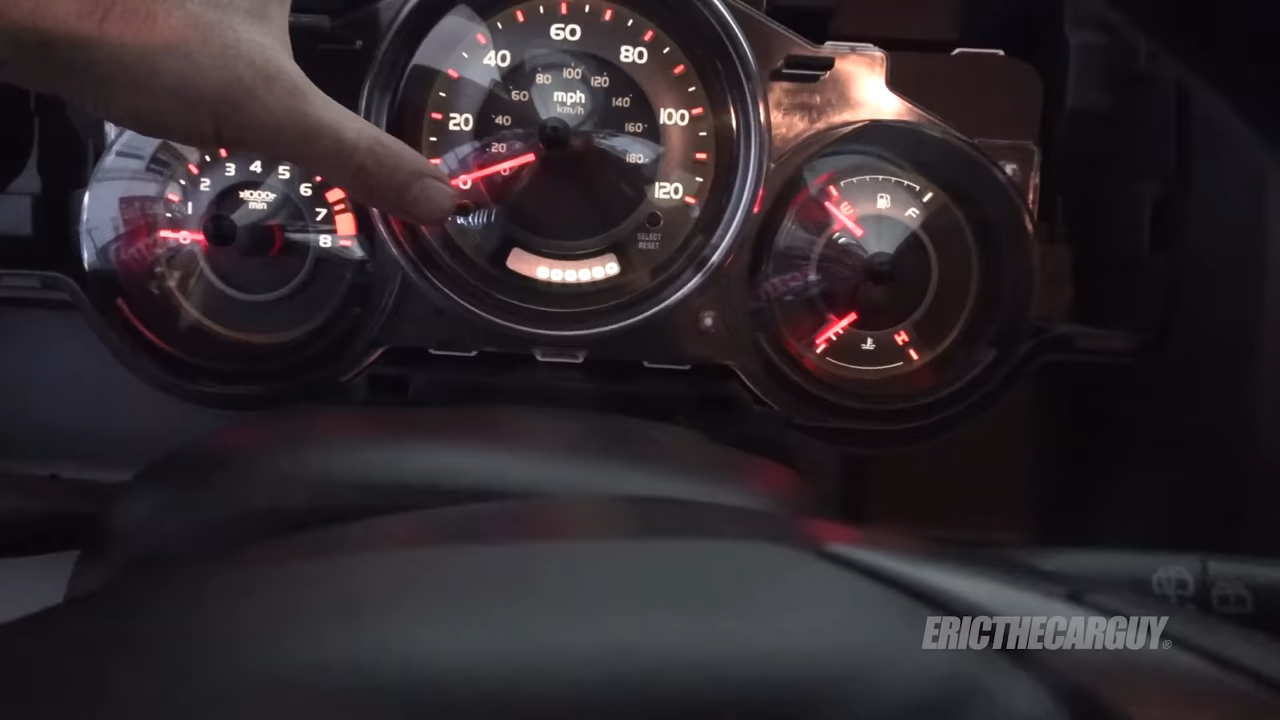 60
40
80
80 100 120
60 mph 140
km/h
20 40 100
160
20 180
0 0 120
2 3 4 5 6
1 x1000r 7
min
0 8
SELECT
RESET
E F
C H
ERICTHECARGUY®